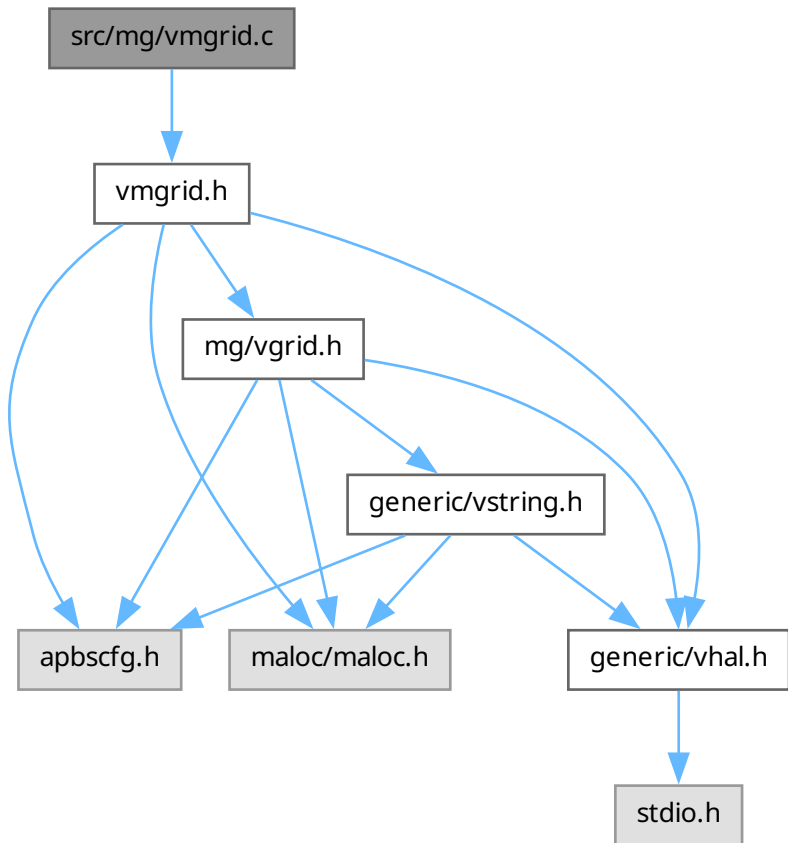 src/mg/vmgrid.c
vmgrid.h
mg/vgrid.h
generic/vstring.h
apbscfg.h
maloc/maloc.h
generic/vhal.h
stdio.h